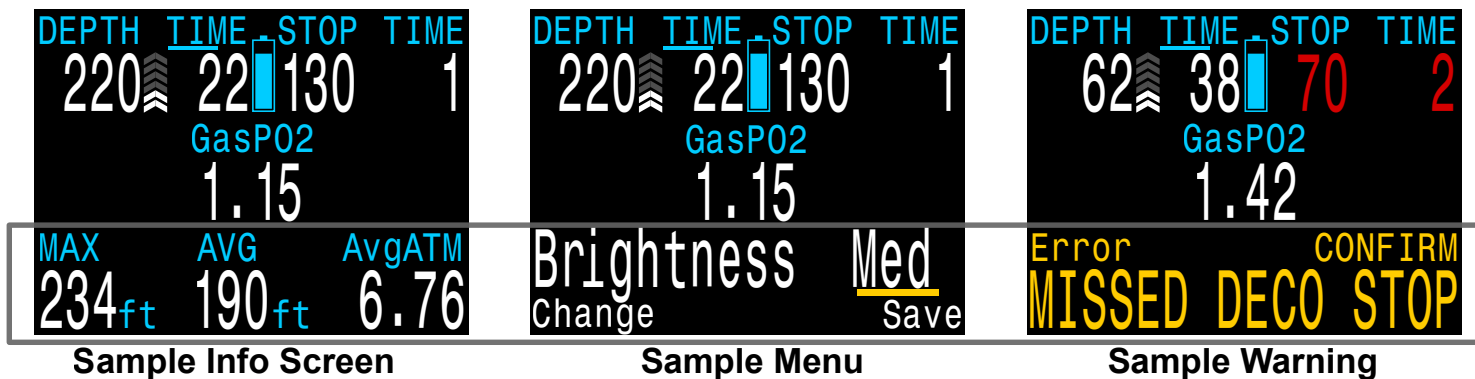 DEPTH TIME STOP TIME
220 22 130 1
GasPO2
1.15
MAX AVG AvgATM
234ft 190ft 6.76
Sample Info Screen
DEPTH TIME STOP TIME
220 22 130 1
GasPO2
1.15
Brightness Med
Change Save
Sample Menu
DEPTH TIME STOP TIME
62 38 70 2
GasPO2
1.42
Error CONFIRM
MISSED DECO STOP
Sample Warning